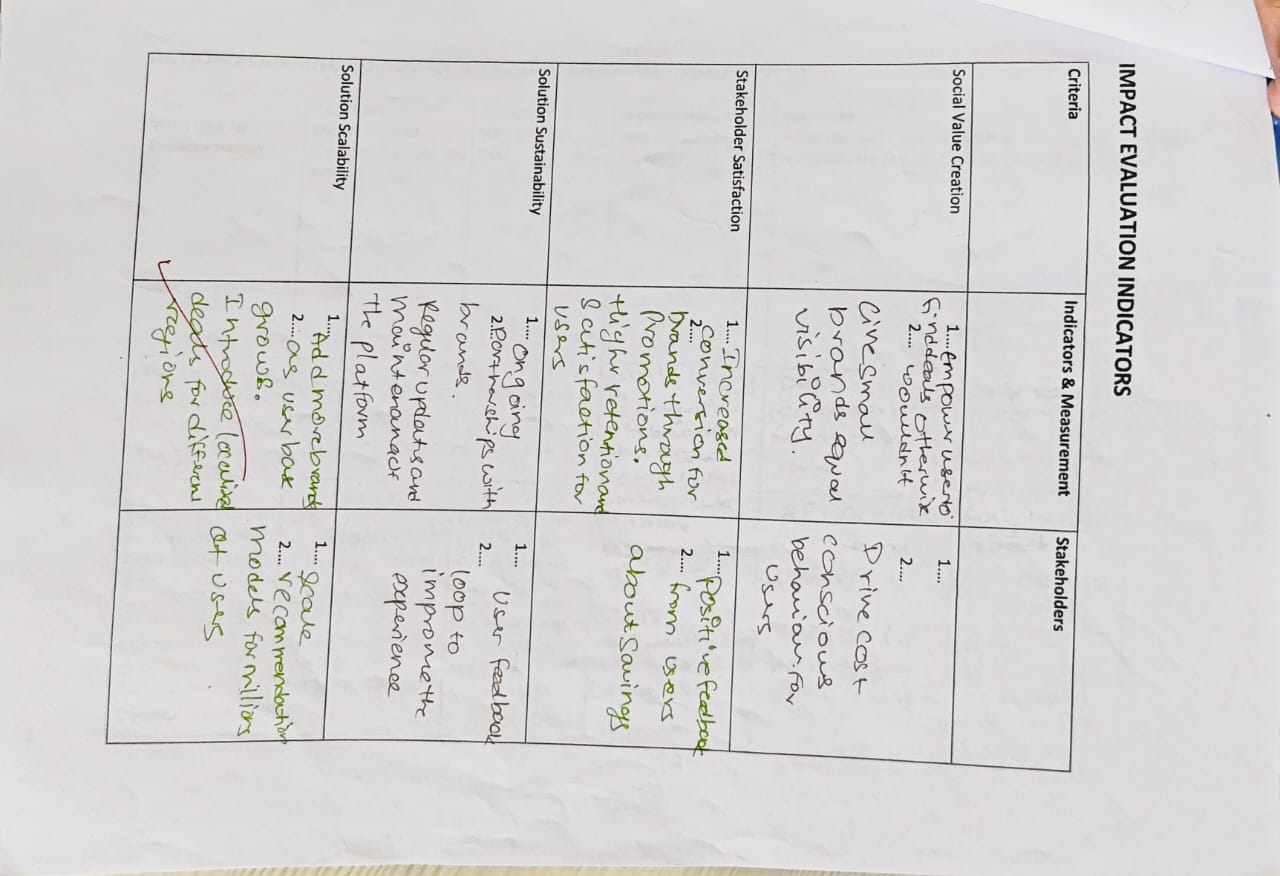 IMPACT EVALUATION INDICATORS
Criteria
Indicators & Measurement
Stakeholders
Social Value Creation
1.... Empower user to
find deals otherwix
2.... wouldn't
Give small
brands equal
visibility.
1....
2....
Drive cost
conscious
behaviour for
users
Stakeholder Satisfaction
1.... Increased
conversion for
2....
brands through
Promotions.
Highr retention and
Satisfaction for
users
1.... Positive feedback
2.... from users
about savings
Solution Sustainability
1.... Ongoing
2. Partnerships with
brands.
Regular updates and
maintenance of
the platform
1....
User feedback
2....
loop to
improve the
experience
Solution Scalability
1.... Add more brands
2.... as user base
grows.
Introduce localized
deals for different
regions
1.... Scale
2.... recommendation
models for millions
of users